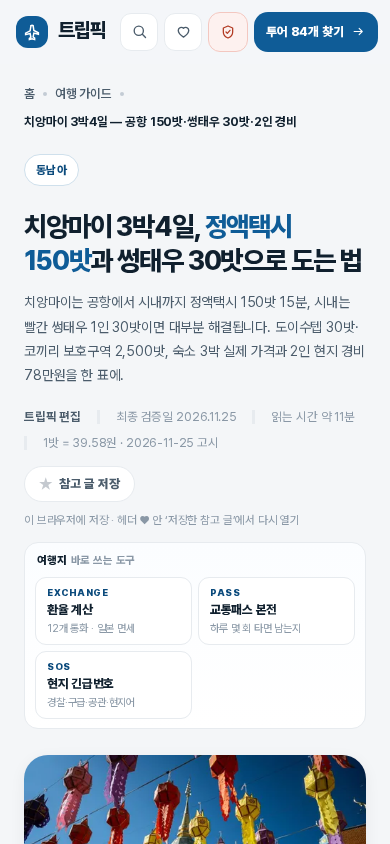 트립픽
투어 84개 찾기 →
홈 • 여행 가이드 •
치앙마이 3박4일 — 공항 150밧·썽태우 30밧·2인 경비
동남아
치앙마이 3박4일, 정액택시
150밧과 썽태우 30밧으로 도는 법
치앙마이는 공항에서 시내까지 정액택시 150밧 15분, 시내는
빨간 썽태우 1인 30밧이면 대부분 해결됩니다. 도이수텝 30밧·
코끼리 보호구역 2,500밧, 숙소 3박 실제 가격과 2인 현지 경비
78만원을 한 표에.
트립픽 편집 | 최종 검증일 2026.11.25 | 읽는 시간 약 11분
| 1밧 = 39.58원 · 2026-11-25 고시
★ 참고 글 저장
이 브라우저에 저장 · 헤더 ♥ 안 ‘저장한 참고 글’에서 다시 열기
여행지 바로 쓰는 도구
EXCHANGE
환율 계산
12개 통화 · 일본 면세
PASS
교통패스 본전
하루 몇 회 타면 남는지
SOS
현지 긴급번호
경찰·구급·공관·현지어